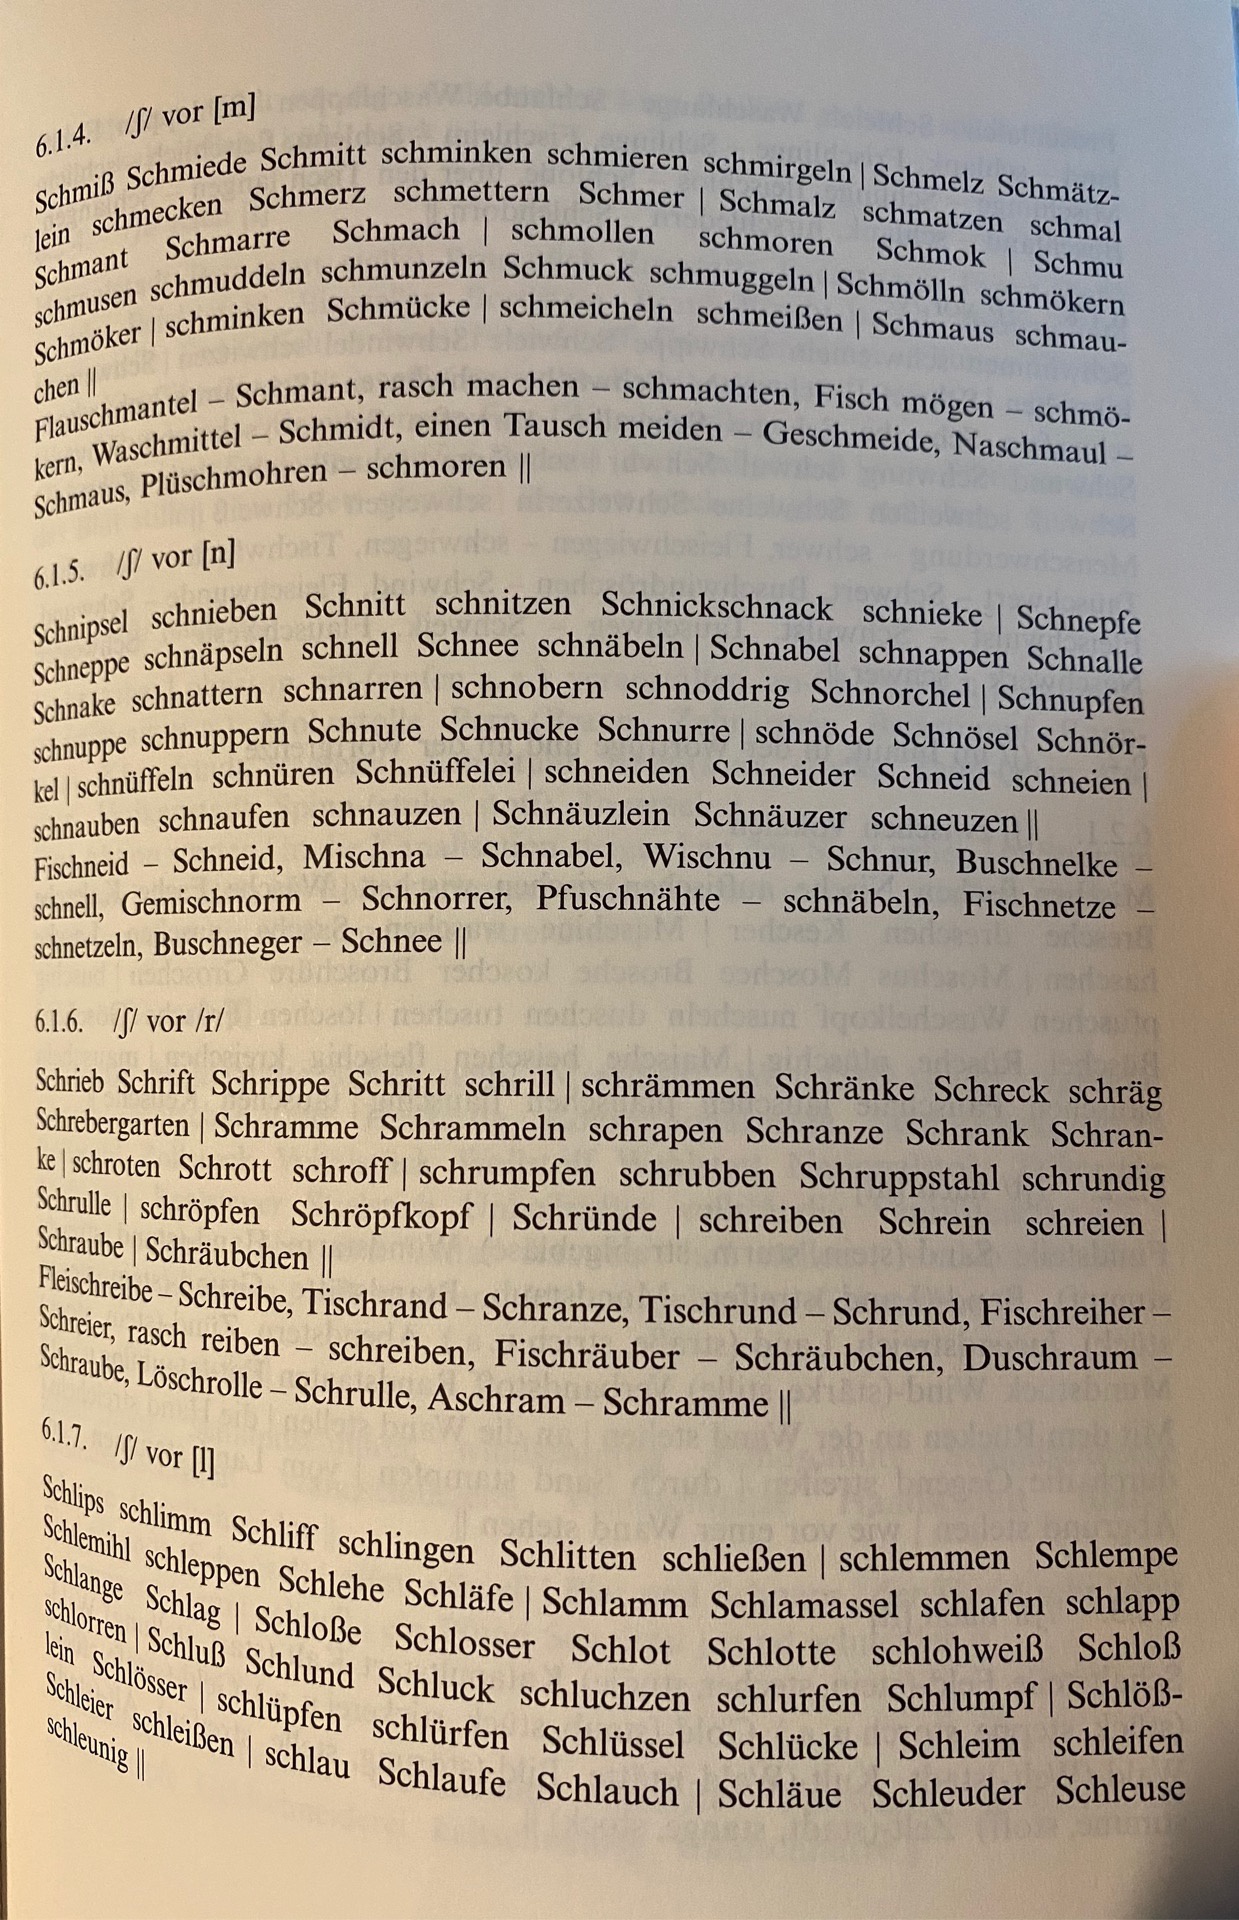 6.1.4. /ʃ/ vor [m]
Schmiß Schmiede Schmitt schminken schmieren schmirgeln | Schmelz Schmätz-
lein schmecken Schmerz schmettern Schmer | Schmalz schmatzen schmal
Schmant Schmarre Schmach | schmollen schmoren Schmok | Schmu
schmusen schmuddeln schmunzeln Schmuck schmuggeln | Schmölln schmökern
Schmöker | schminken Schmücke | schmeicheln schmeißen | Schmaus schmau-
chen ||
Flauschmantel – Schmant, rasch machen – schmachten, Fisch mögen – schmö-
kern, Waschmittel – Schmidt, einen Tausch meiden – Geschmeide, Naschmaul –
Schmaus, Plüschmohren – schmoren ||
6.1.5. /ʃ/ vor [n]
Schnipsel schnieben Schnitt schnitzen Schnickschnack schnieke | Schnepfe
Schneppe schnäpseln schnell Schnee schnäbeln | Schnabel schnappen Schnalle
Schnake schnattern schnarren | schnobern schnoddrig Schnorchel | Schnupfen
schnuppe schnuppern Schnute Schnucke Schnurre | schnöde Schnösel Schnör-
kel | schnüffeln schnüren Schnüffelei | schneiden Schneider Schneid schneien |
schnauben schnaufen schnauzen | Schnäuzlein Schnäuzer schneuzen ||
Fischneid – Schneid, Mischna – Schnabel, Wischnu – Schnur, Buschnelke –
schnell, Gemischnorm – Schnorrer, Pfuschnähte – schnäbeln, Fischnetze –
schnetzeln, Buschneger – Schnee ||
6.1.6. /ʃ/ vor /r/
Schrieb Schrift Schrippe Schritt schrill | schrämmen Schränke Schreck schräg
Schrebergarten | Schramme Schrammeln schrapen Schranze Schrank Schran-
ke | schroten Schrott schroff | schrumpfen schrubben Schruppstahl schrundig
Schrulle | schröpfen Schröpfkopf | Schründe | schreiben Schrein schreien |
Schraube | Schräubchen ||
Fleischreibe – Schreibe, Tischrand – Schranze, Tischrund – Schrund, Fischreiher –
Schreier, rasch reiben – schreiben, Fischräuber – Schräubchen, Duschraum –
Schraube, Löschrolle – Schrulle, Aschram – Schramme ||
6.1.7. /ʃ/ vor [l]
Schlips schlimm Schliff schlingen Schlitten schließen | schlemmen Schlempe
Schlemihl schleppen Schlehe Schläfe | Schlamm Schlamassel schlafen schlapp
Schlange Schlag | Schloße Schlosser Schlot Schlotte schlohweiß Schloß
schlorren | Schluß Schlund Schluck schluchzen schlurfen Schlumpf | Schlöß-
lein Schlösser | schlüpfen schlürfen Schlüssel Schlücke | Schleim schleifen
Schleier schleißen | schlau Schlaufe Schlauch | Schläue Schleuder Schleuse
schleunig ||